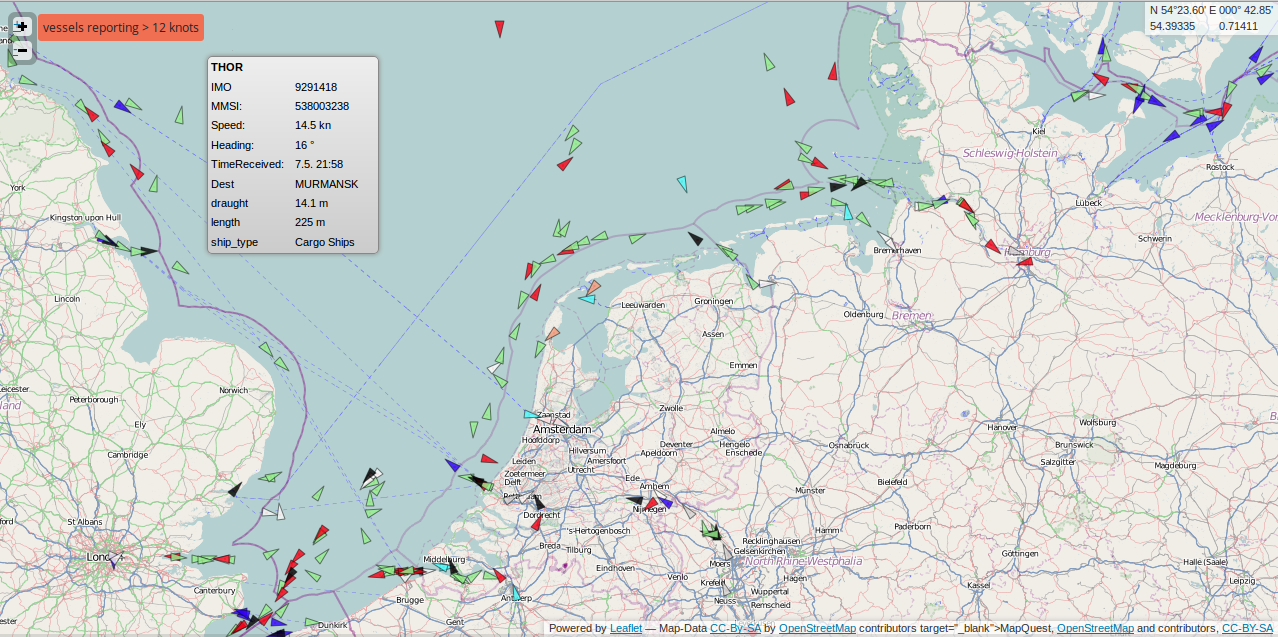 +
vessels reporting > 12 knots
−
N 54°23.60' E 000° 42.85'
54.39335 0.71411
THOR
IMO 9291418
MMSI: 538003238
Speed: 14.5 kn
Heading: 16 °
TimeReceived: 7.5. 21:58
Dest MURMANSK
draught 14.1 m
length 225 m
ship_type Cargo Ships
Kiel
Schleswig-Holstein
Rostock
York
Lübeck
Kingston upon Hull
Mecklenburg-Vor
Schwerin
Bremerhaven
Hamburg
Lincoln
Leeuwarden
Groningen
Oldenburg
Bremen
Assen
Emmen
Leicester
Norwich
Peterborough
land
Zwolle
Zaanstad
Amsterdam
Ely
Hoofddorp
Almelo
Hengelo
Enschede
Deventer
Apeldoorn
Osnabrück
Hanover
Wolfsburg
Brunswick
Salzgitter
Magdeburg
Cambridge
Hilversum
Leiden
Amersfoort
Utrecht
Zoetermeer
Delft
Ede
Arnhem
Bielefeld
Münster
Nijmegen
Dordrecht
St Albans
's-Hertogenbosch
Hamm
Paderborn
Breda
Tilburg
Recklinghausen
Gelsenkirchen
Göttingen
Middelburg
Eindhoven
Moers
North Rhine-Westphalia
Halle (Saale)
Venlo
Krefeld
Hagen
Kassel
Leipzig
Canterbury
Brugge
Antwerp
Neuss
Wuppertal
Remscheid
Dunkirk
Gent
Powered by Leaflet — Map-Data CC-By-SA by OpenStreetMap contributors target="_blank">MapQuest, OpenStreetMap and contributors, CC-BY-SA